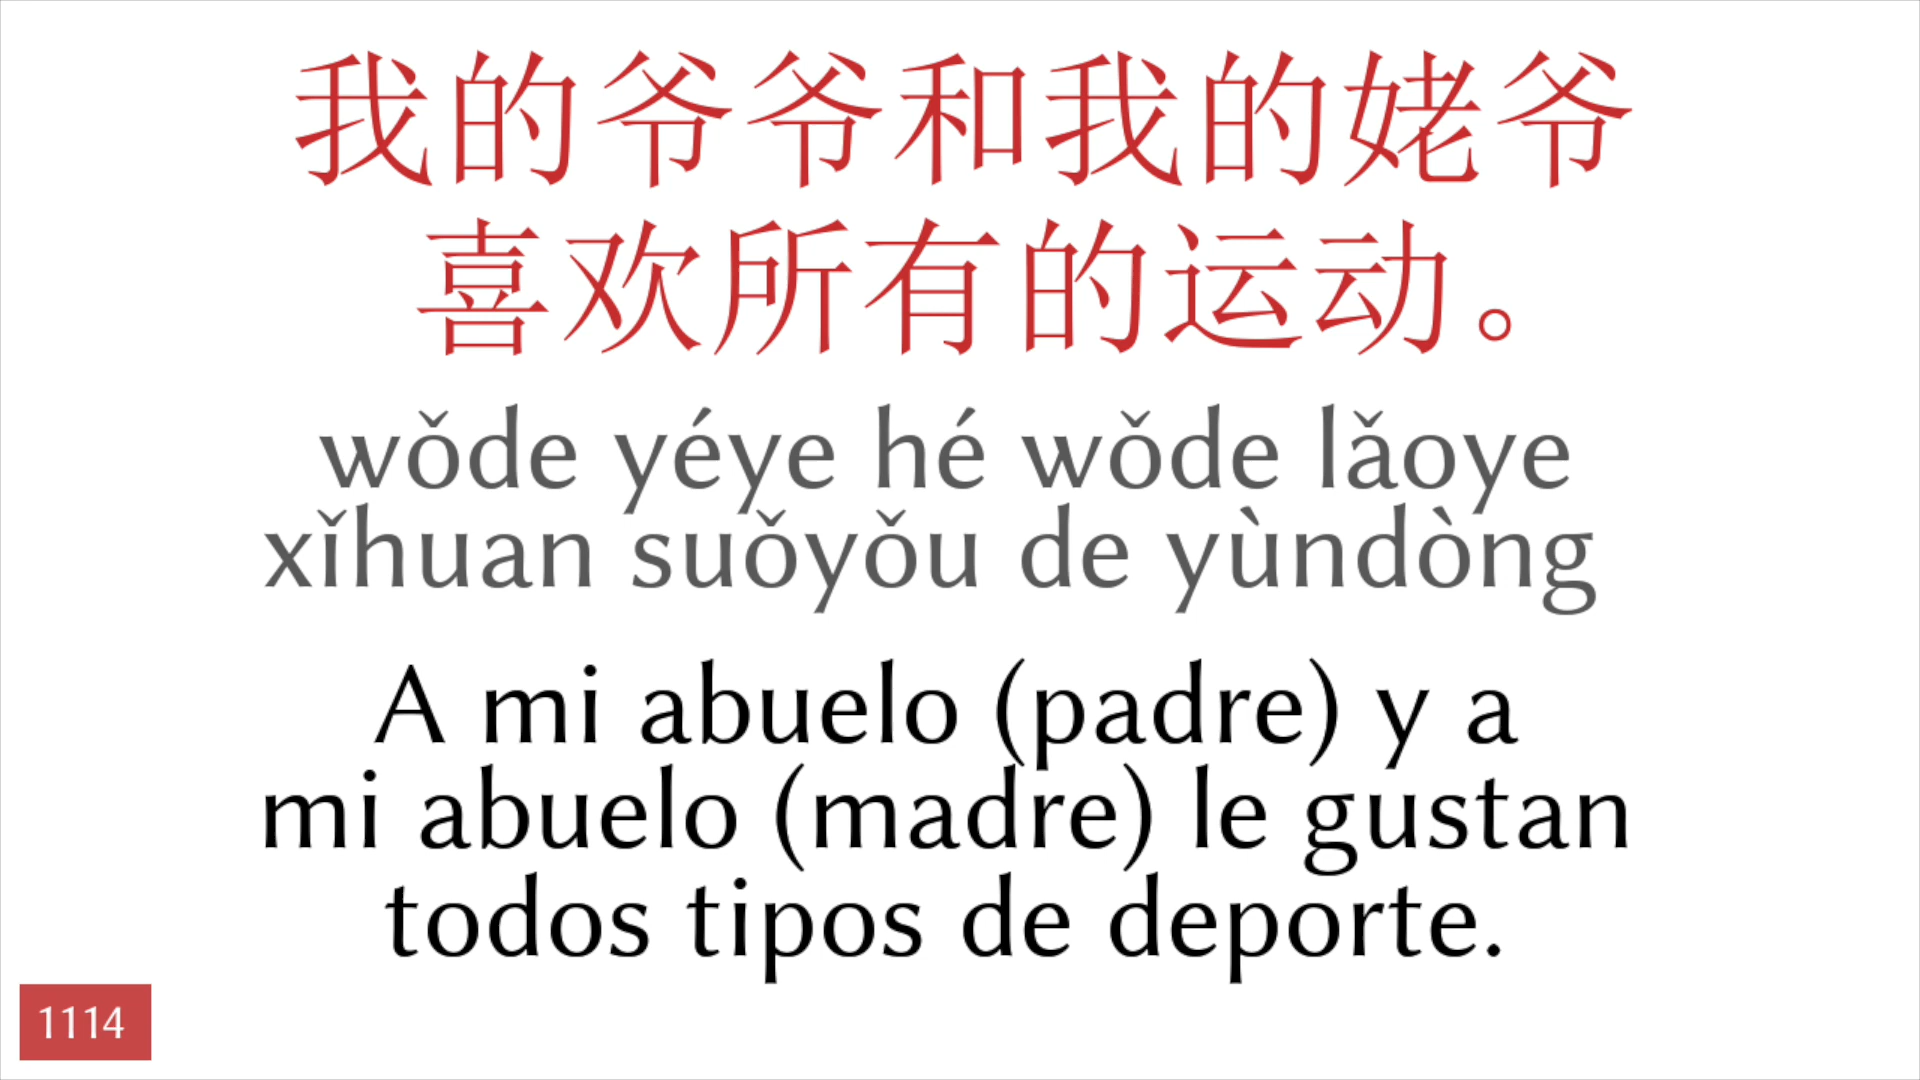 我的爷爷和我的姥爷
喜欢所有的运动。
wǒde yéye hé wǒde lǎoye
xǐhuan suǒyǒu de yùndòng
A mi abuelo (padre) y a
mi abuelo (madre) le gustan
todos tipos de deporte.
1114